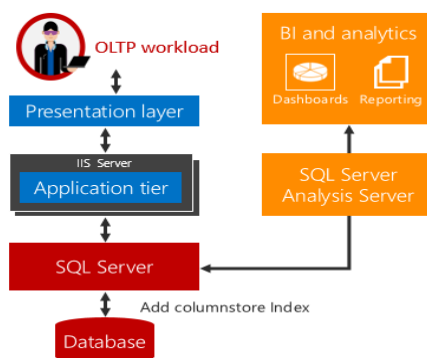 OLTP workload
Presentation layer
IIS Server
Application tier
SQL Server
Add columnstore Index
Database
BI and analytics
Dashboards
Reporting
SQL Server
Analysis Server